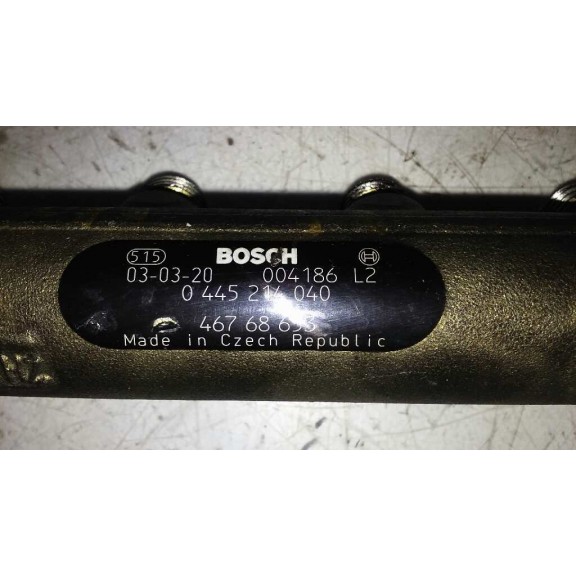 515 BOSCH
03-03-20 004186 L2
0 445 214 040
467 68
Made in Czech Republic